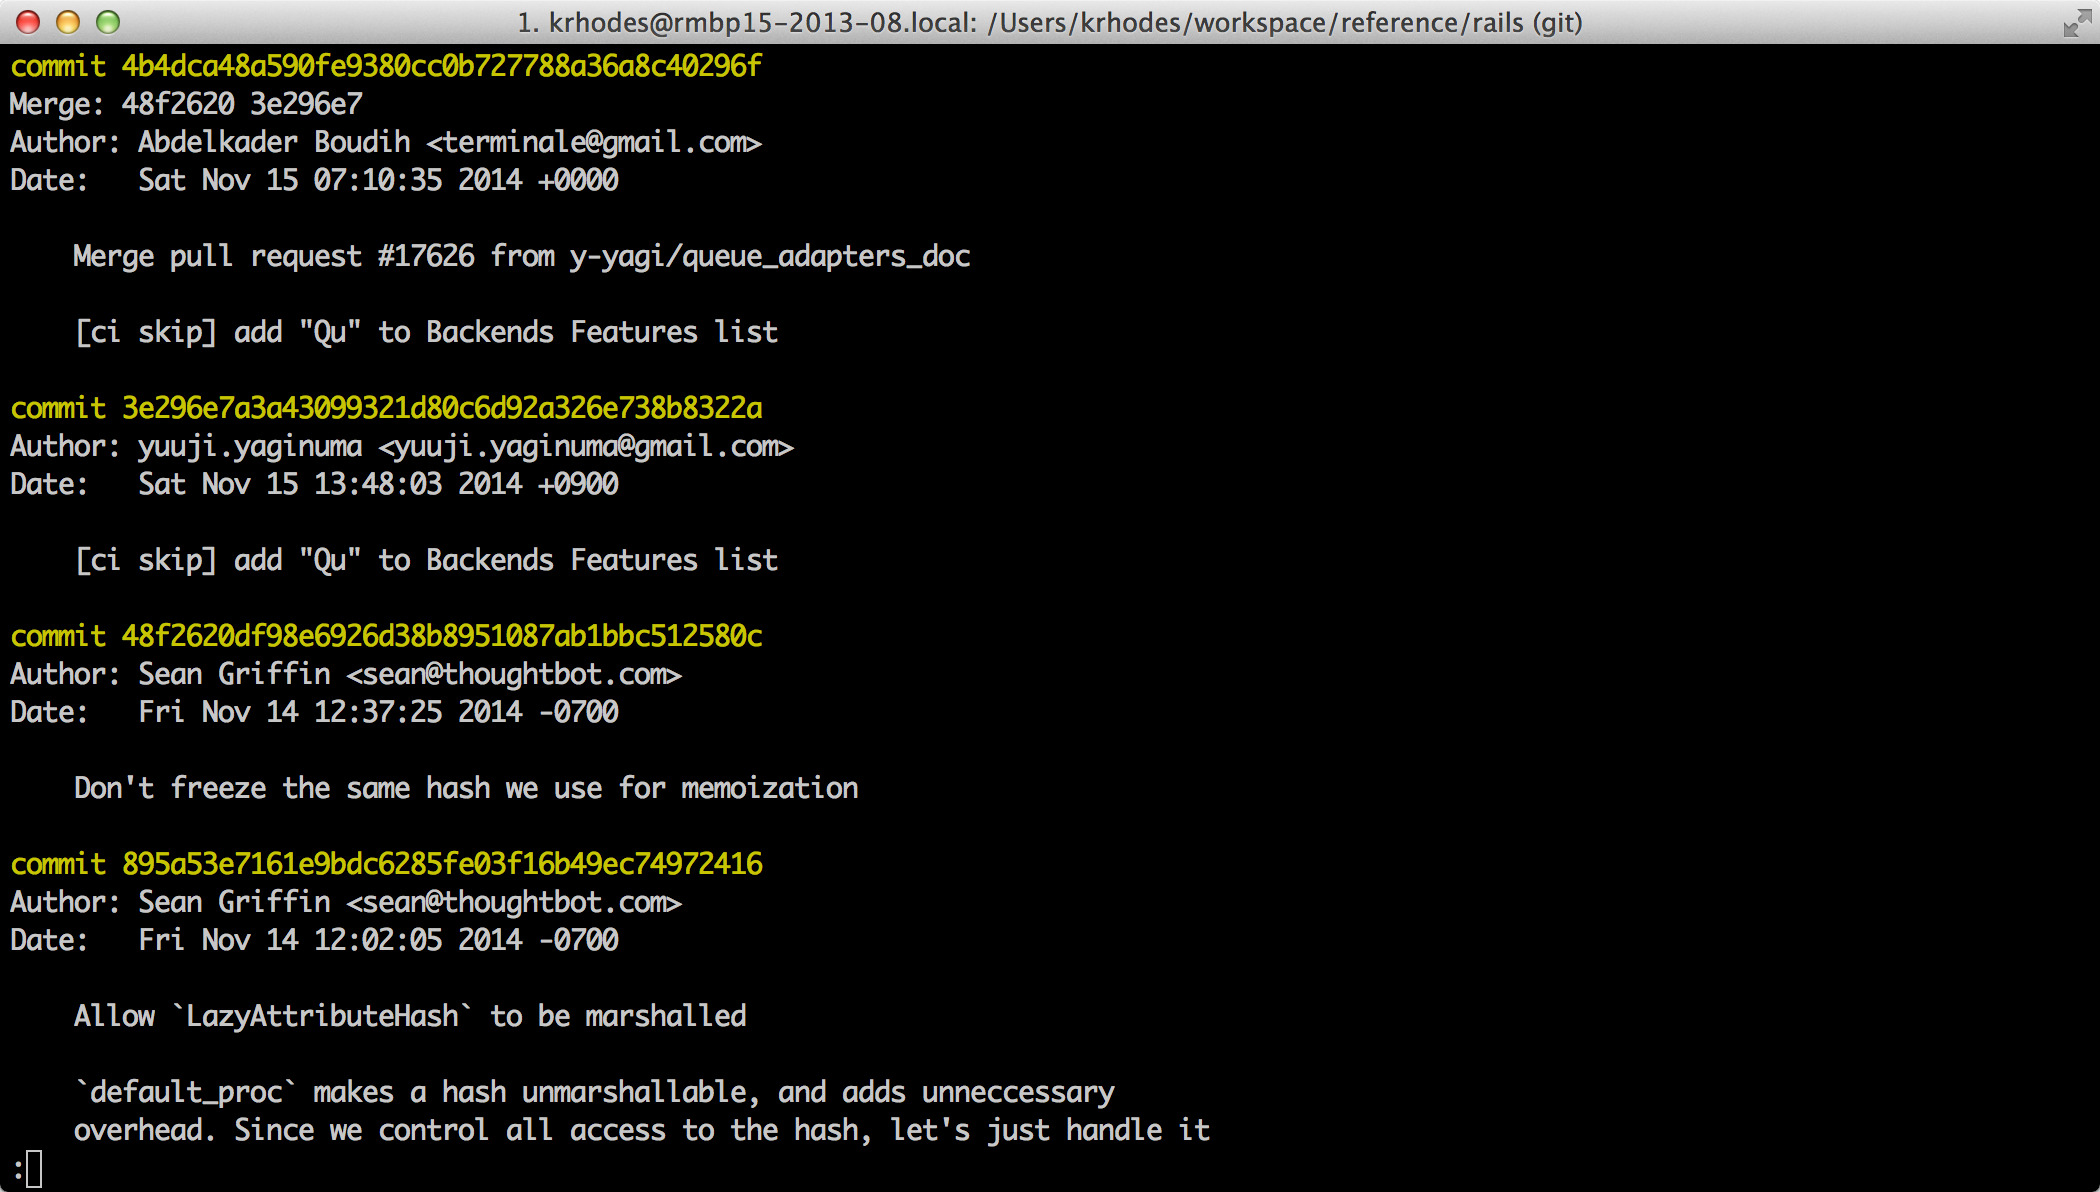 1. krhodes@rmbp15-2013-08.local: /Users/krhodes/workspace/reference/rails (git)
commit 4b4dca48a590fe9380cc0b727788a36a8c40296f
Merge: 48f2620 3e296e7
Author: Abdelkader Boudih <terminale@gmail.com>
Date:   Sat Nov 15 07:10:35 2014 +0000

    Merge pull request #17626 from y-yagi/queue_adapters_doc

    [ci skip] add "Qu" to Backends Features list

commit 3e296e7a3a43099321d80c6d92a326e738b8322a
Author: yuuji.yaginuma <yuuji.yaginuma@gmail.com>
Date:   Sat Nov 15 13:48:03 2014 +0900

    [ci skip] add "Qu" to Backends Features list

commit 48f2620df98e6926d38b8951087ab1bbc512580c
Author: Sean Griffin <sean@thoughtbot.com>
Date:   Fri Nov 14 12:37:25 2014 -0700

    Don't freeze the same hash we use for memoization

commit 895a53e7161e9bdc6285fe03f16b49ec74972416
Author: Sean Griffin <sean@thoughtbot.com>
Date:   Fri Nov 14 12:02:05 2014 -0700

    Allow `LazyAttributeHash` to be marshalled

    `default_proc` makes a hash unmarshallable, and adds unneccessary
    overhead. Since we control all access to the hash, let's just handle it
: